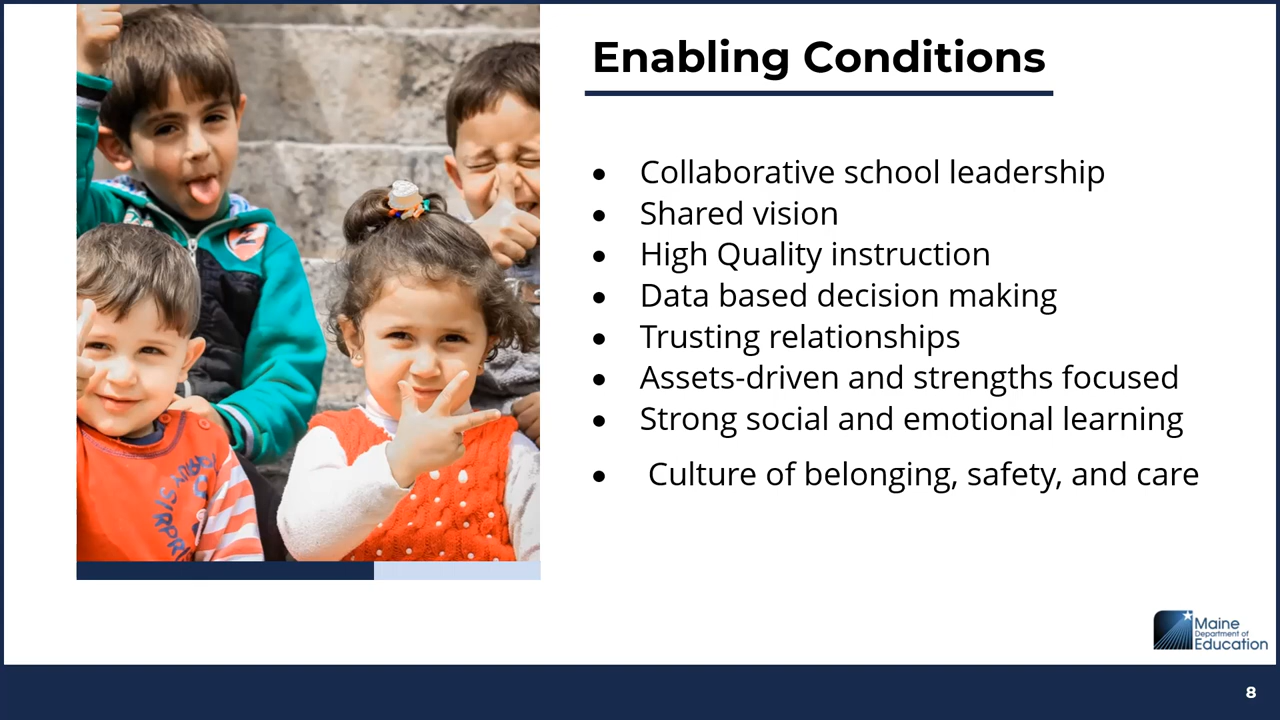 Enabling Conditions
• Collaborative school leadership
• Shared vision
• High Quality instruction
• Data based decision making
• Trusting relationships
• Assets-driven and strengths focused
• Strong social and emotional learning
• Culture of belonging, safety, and care
Maine
Department of
Education
8